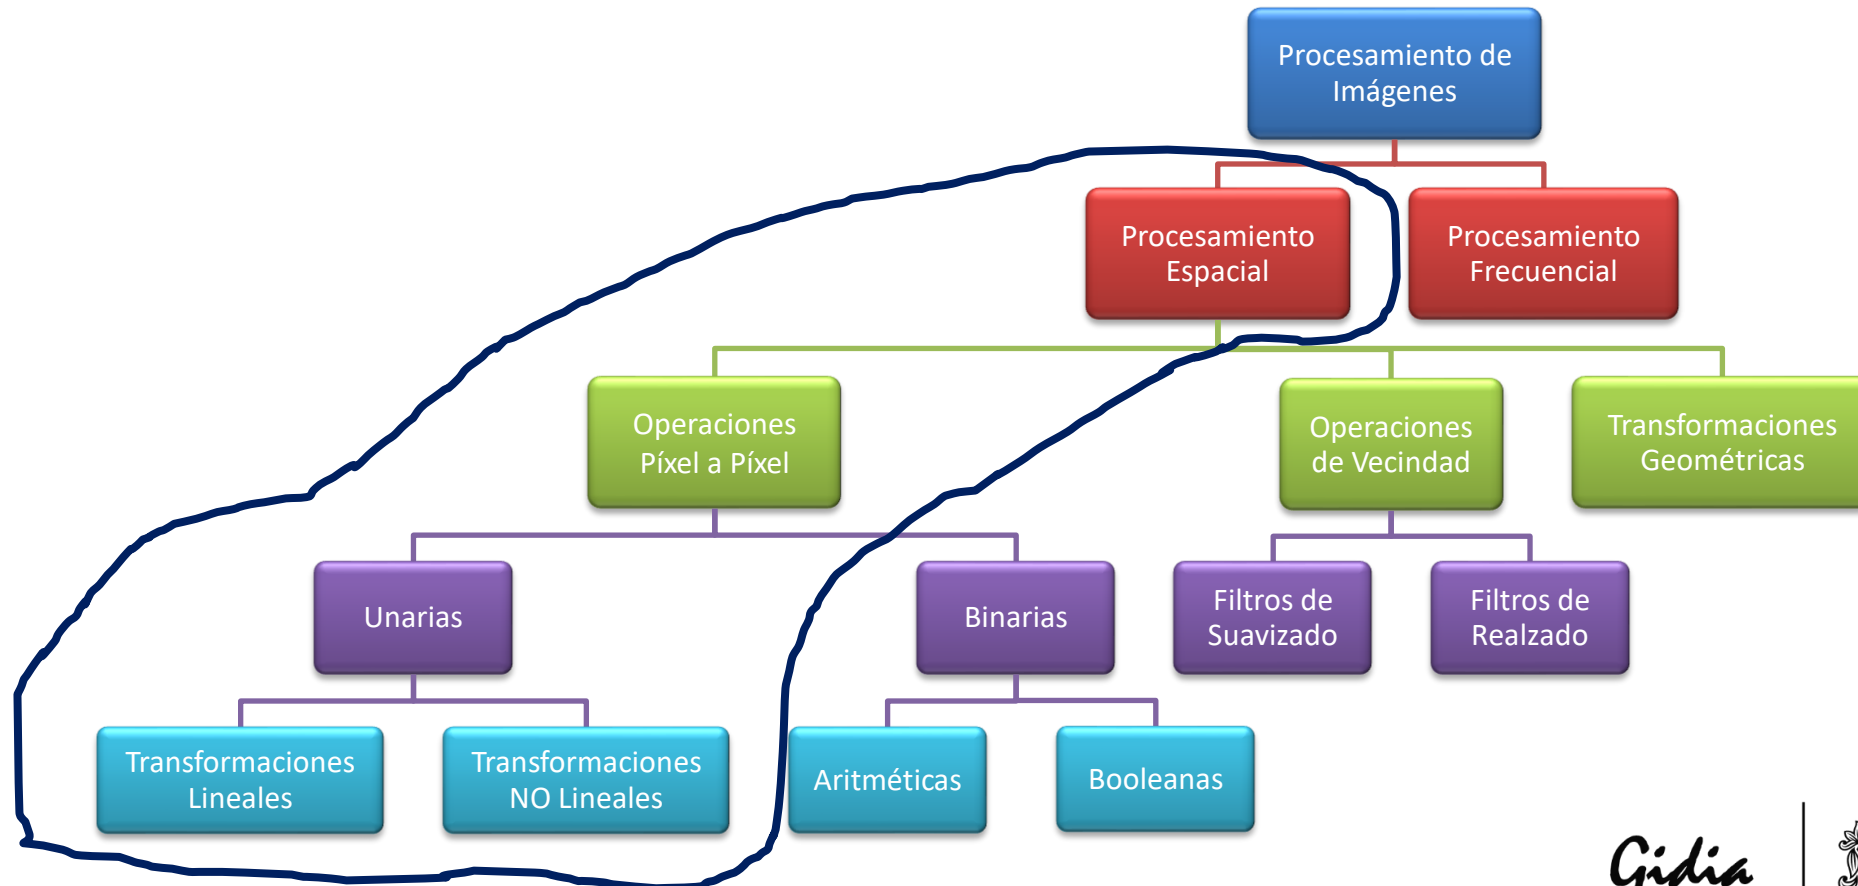 Procesamiento de
Imágenes
Procesamiento
Espacial
Procesamiento
Frecuencial
Operaciones
Píxel a Píxel
Operaciones
de Vecindad
Transformaciones
Geométricas
Unarias
Binarias
Filtros de
Suavizado
Filtros de
Realzado
Transformaciones
Lineales
Transformaciones
NO Lineales
Aritméticas
Booleanas
Gidia